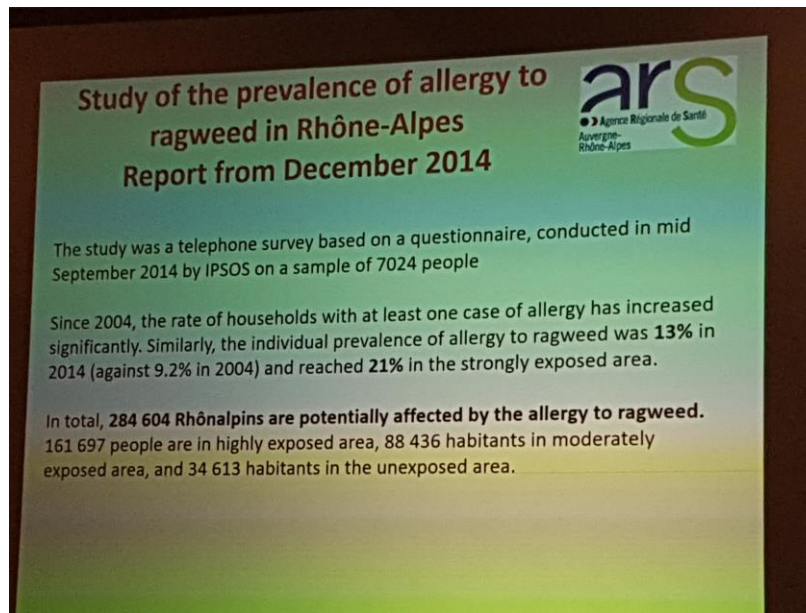 Study of the prevalence of allergy to
ragweed in Rhône-Alpes
Report from December 2014
ars
Agence Régionale de Santé
Auvergne-
Rhône-Alpes
The study was a telephone survey based on a questionnaire, conducted in mid
September 2014 by IPSOS on a sample of 7024 people
Since 2004, the rate of households with at least one case of allergy has increased
significantly. Similarly, the individual prevalence of allergy to ragweed was 13% in
2014 (against 9.2% in 2004) and reached 21% in the strongly exposed area.
In total, 284 604 Rhônalpins are potentially affected by the allergy to ragweed.
161 697 people are in highly exposed area, 88 436 habitants in moderately
exposed area, and 34 613 habitants in the unexposed area.